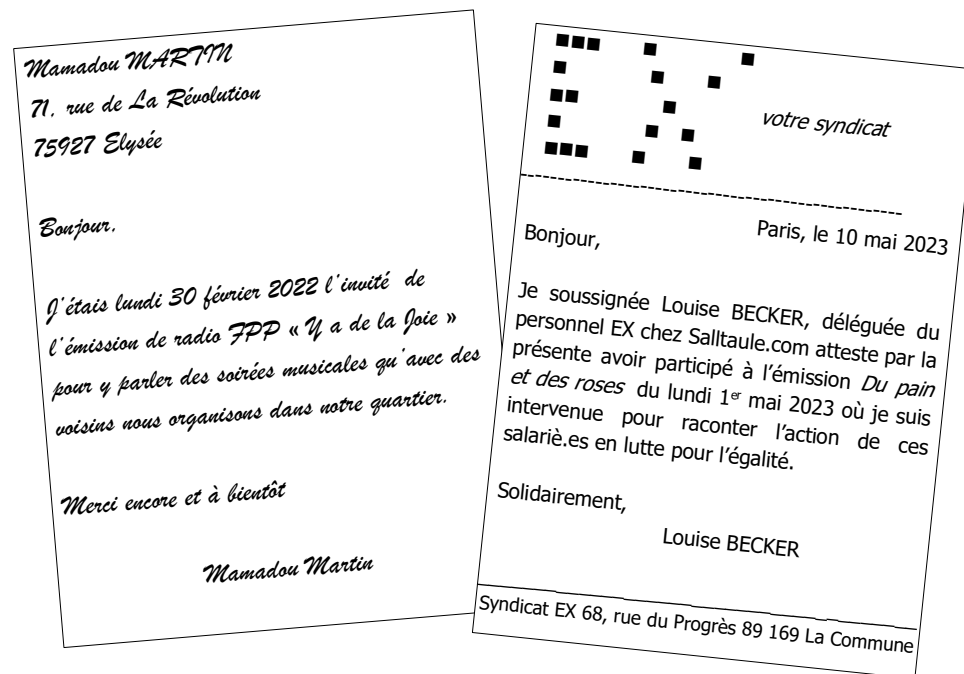 Mamadou MARTIN
71, rue de La Révolution
75927 Elysée
Bonjour,
J'étais lundi 30 février 2022 l'invité de
l'émission de radio FPP « Y a de la Joie »
pour y parler des soirées musicales qu'avec des
voisins nous organisons dans notre quartier.
Merci encore et à bientôt
Mamadou Martin
EX
votre syndicat
Paris, le 10 mai 2023
Bonjour,
Je soussignée Louise BECKER, déléguée du
personnel EX chez Salltaule.com atteste par la
présente avoir participé à l'émission Du pain
et des roses du lundi 1er mai 2023 où je suis
intervenue pour raconter l'action de ces
salariè.es en lutte pour l'égalité.
Solidairement,
Louise BECKER
Syndicat EX 68, rue du Progrès 89 169 La Commune